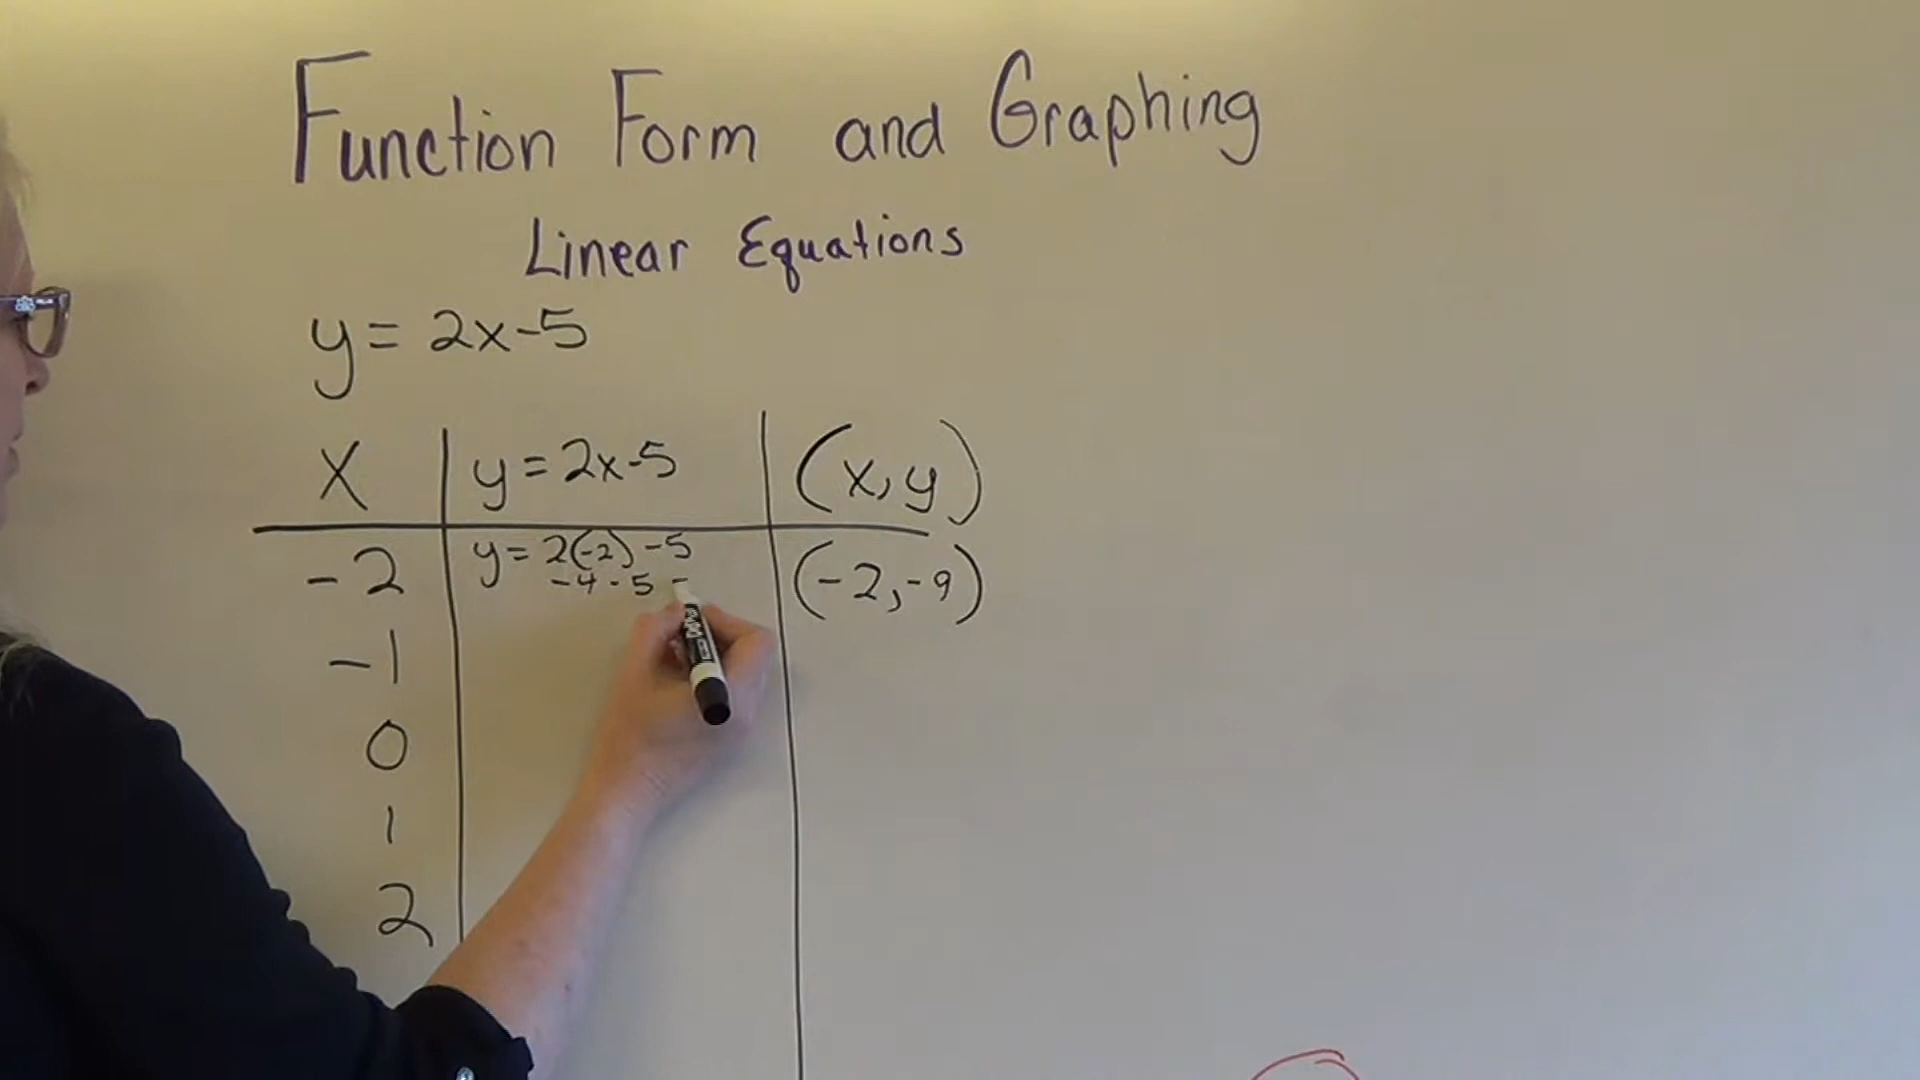 Function Form and Graphing
Linear Equations
y = 2x-5
X y = 2x-5 (x,y)
-2 y = 2(-2) -5 (-2,-9)
-4 - 5 =
-1
0
1
2